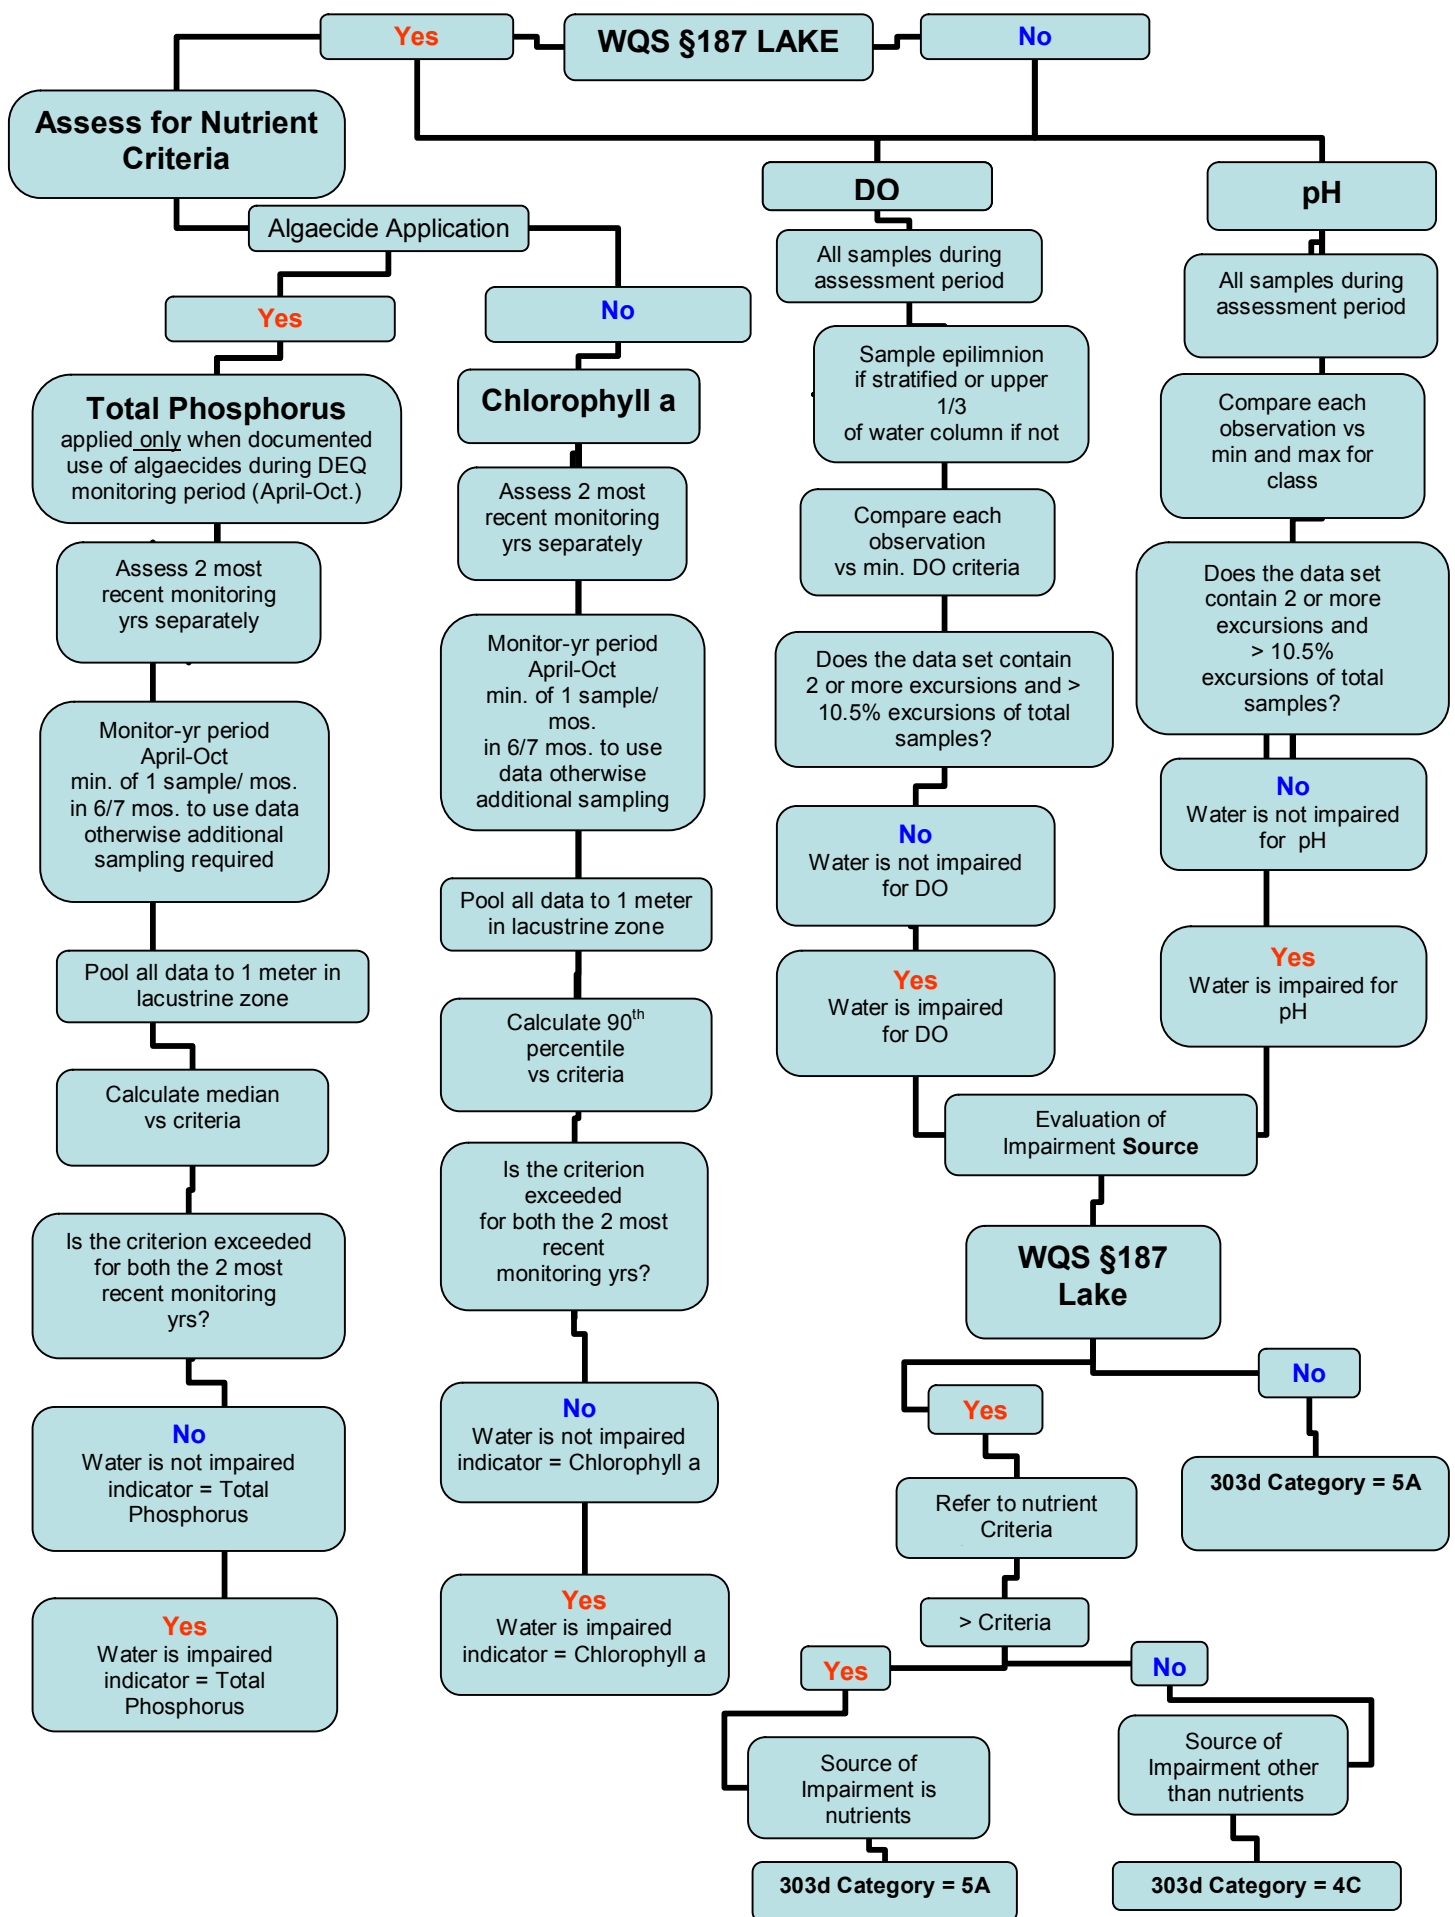 Yes
WQS §187 LAKE
No
Assess for Nutrient
Criteria
Algaecide Application
Yes
No
Total Phosphorus
applied only when documented
use of algaecides during DEQ
monitoring period (April-Oct.)
Assess 2 most
recent monitoring
yrs separately
Monitor-yr period
April-Oct
min. of 1 sample/ mos.
in 6/7 mos. to use data
otherwise additional
sampling required
Pool all data to 1 meter in
lacustrine zone
Calculate median
vs criteria
Is the criterion exceeded
for both the 2 most
recent monitoring
yrs?
No
Water is not impaired
indicator = Total
Phosphorus
Yes
Water is impaired
indicator = Total
Phosphorus
Chlorophyll a
Assess 2 most
recent monitoring
yrs separately
Monitor-yr period
April-Oct
min. of 1 sample/
mos.
in 6/7 mos. to use
data otherwise
additional sampling
Pool all data to 1 meter
in lacustrine zone
Calculate 90th
percentile
vs criteria
Is the criterion
exceeded
for both the 2 most
recent
monitoring yrs?
No
Water is not impaired
indicator = Chlorophyll a
Yes
Water is impaired
indicator = Chlorophyll a
DO
All samples during
assessment period
Sample epilimnion
if stratified or upper
1/3
of water column if not
Compare each
observation
vs min. DO criteria
Does the data set contain
2 or more excursions and >
10.5% excursions of total
samples?
No
Water is not impaired
for DO
Yes
Water is impaired
for DO
pH
All samples during
assessment period
Compare each
observation vs
min and max for
class
Does the data set
contain 2 or more
excursions and
> 10.5%
excursions of total
samples?
No
Water is not impaired
for pH
Yes
Water is impaired for
pH
Evaluation of
Impairment Source
WQS §187
Lake
Yes
No
303d Category = 5A
Refer to nutrient
Criteria
> Criteria
Yes
No
Source of
Impairment is
nutrients
303d Category = 5A
Source of
Impairment other
than nutrients
303d Category = 4C